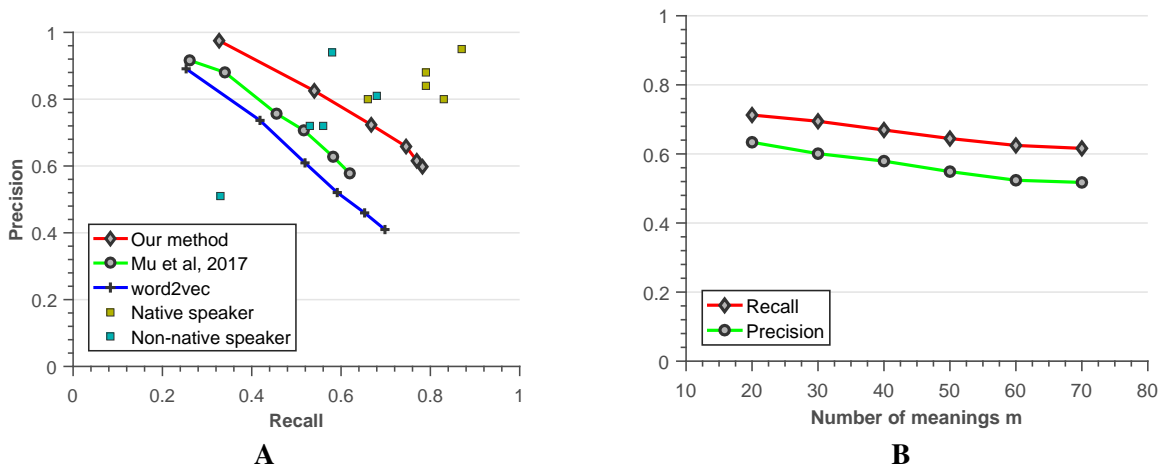 1
0.8
0.6
0.4
0.2
0
Precision
0
0.2
0.4
0.6
0.8
1
Recall
Our method
Mu et al, 2017
word2vec
Native speaker
Non-native speaker
A
1
0.8
0.6
0.4
0.2
0
10
20
30
40
50
60
70
80
Number of meanings m
Recall
Precision
B